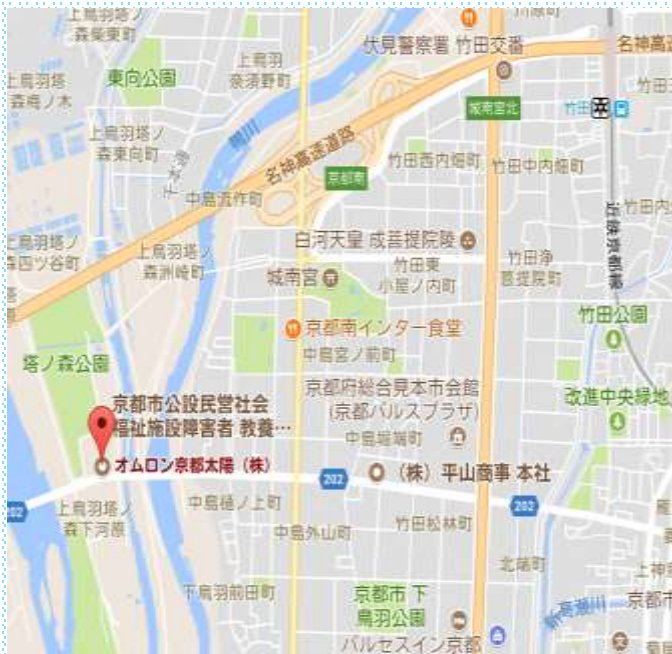 上鳥羽塔ノ
森柴東町
川原町
伏見警察署 竹田交番
名神高速
上鳥羽
奈須野町
東向公園
上鳥羽塔
森梅ノ木
竹田
城南宮北
竹田
鴨川
上鳥羽塔ノ
森東向町
名神高速道路
竹田西内畑町
竹田中内畑町
京都南
中島流作町
竹田内
近鉄京都線
上鳥羽塔ノ
森四ツ谷町
上鳥羽塔ノ
森洲崎町
白河天皇 成菩提院陵
竹田東
小屋ノ内町
竹田浄
菩提院町
城南宮
竹田公園
京都南インター食堂
中島宮ノ前町
塔ノ森公園
京都府総合見本市会館
(京都パルスプラザ)
改進中央緑地
京都市公設民営社会
福祉施設障害者 教養…
中島堀端町
オムロン京都太陽（株）
（株）平山商事 本社
202
202
202
上鳥羽塔ノ
森下河原
中島樋ノ上町
竹田松林町
中島外山町
北端町
下鳥羽前田町
京都市 下
鳥羽公園
新高瀬川
京都市
パルセスイン京都